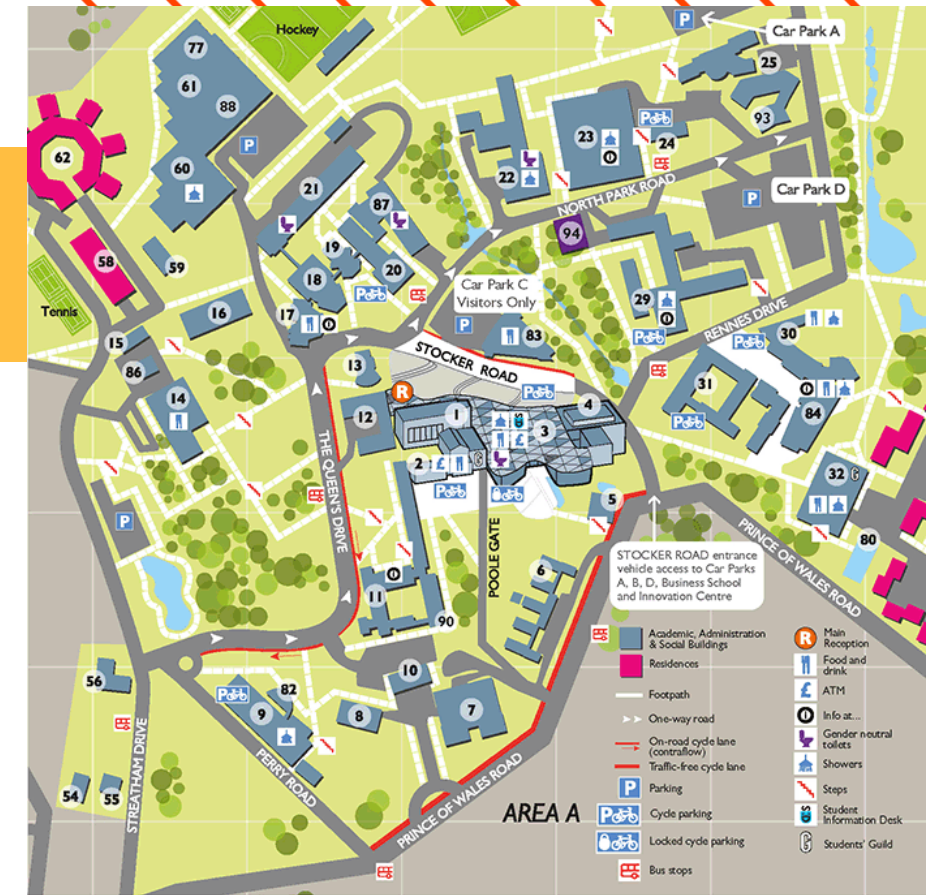 Hockey
Car Park A
77
25
61
88
93
23
24
62
60
22
21
NORTH PARK ROAD
Car Park D
87
94
58
59
19
20
18
Car Park C
Visitors Only
29
Tennis
16
17
RENNES DRIVE
15
83
30
86
13
STOCKER ROAD
31
14
12
R
1
3
4
84
THE QUEEN'S DRIVE
2
32
5
POOLE GATE
PRINCE OF WALES ROAD
80
STOCKER ROAD entrance
vehicle access to Car Parks
A, B, D, Business School
and Innovation Centre
6
11
90
10
56
82
9
8
7
STREATHAM DRIVE
PERRY ROAD
PRINCE OF WALES ROAD
54
55
AREA A
Academic, Administration
& Social Buildings
Residences
Footpath
One-way road
On-road cycle lane
(contraflow)
Traffic-free cycle lane
P
Parking
P
Cycle parking
Locked cycle parking
Bus stops
R
Main
Reception
Food and
drink
£
ATM
Info at...
Gender neutral
toilets
Showers
Steps
Student
Information Desk
Students' Guild